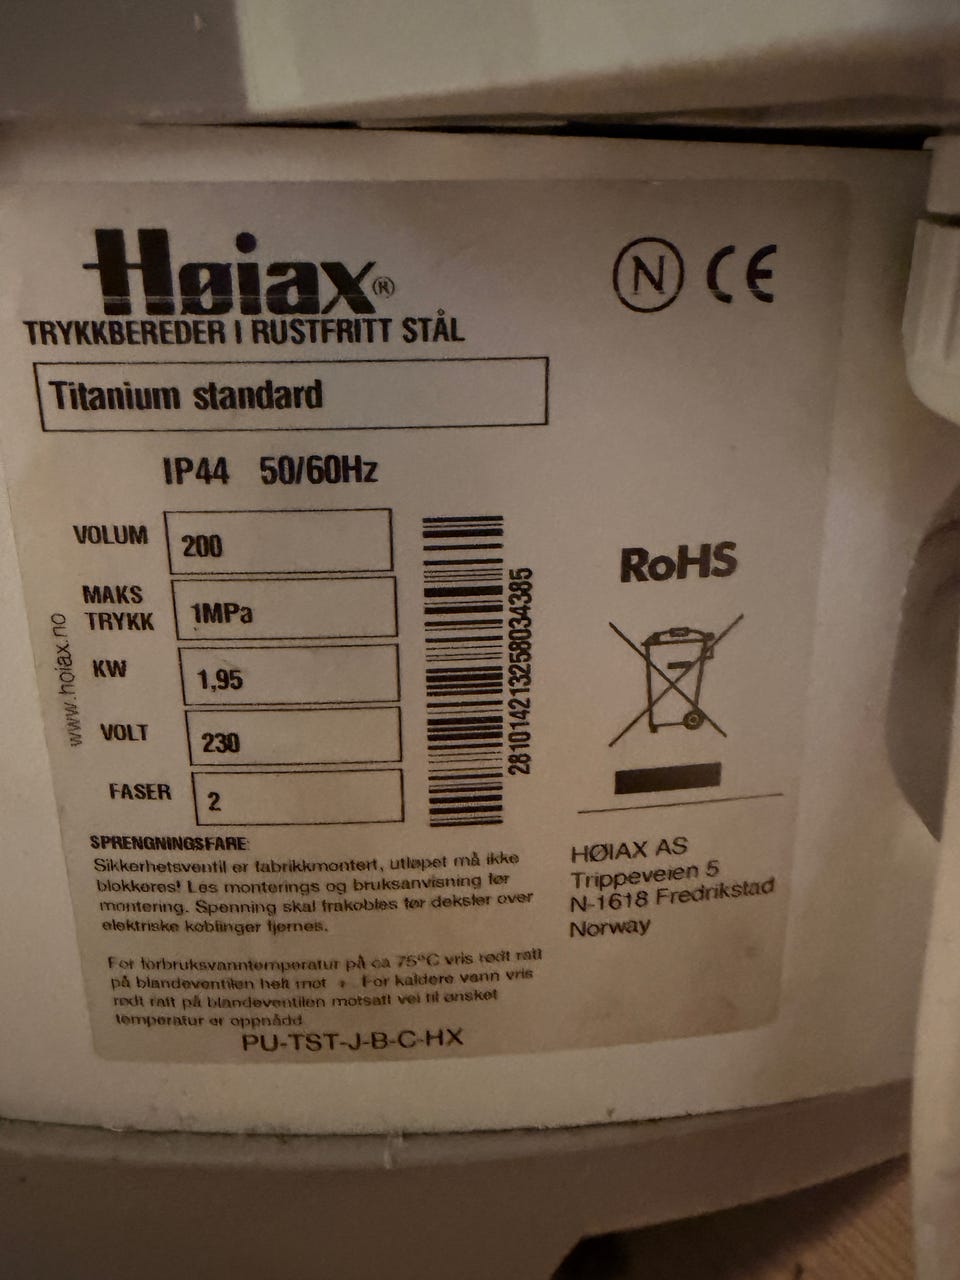 Høiax®
TRYKKBEREDER I RUSTFRITT STÅL
N CE
Titanium standard
IP44 50/60Hz
VOLUM 200
MAKS TRYKK 1MPa
KW 1,95
VOLT 230
FASER 2
www.hoiax.no
2810142132580343​85
RoHS
SPRENGNINGSFARE:
Sikkerhetsventil er fabrikkmontert, utløpet må ikke
blokkeres! Les monterings og bruksanvisning før
montering. Spenning skal frakobles før deksler over
elektriske koblinger fjernes.
For forbruksvanntemperatur på ca 75°C vris rødt ratt
på blandeventilen helt mot + For kaldere vann vris
rødt ratt på blandeventilen motsatt vei til ønsket
temperatur er oppnådd
PU-TST-J-B-C-HX
HØIAX AS
Trippeveien 5
N-1618 Fredrikstad
Norway